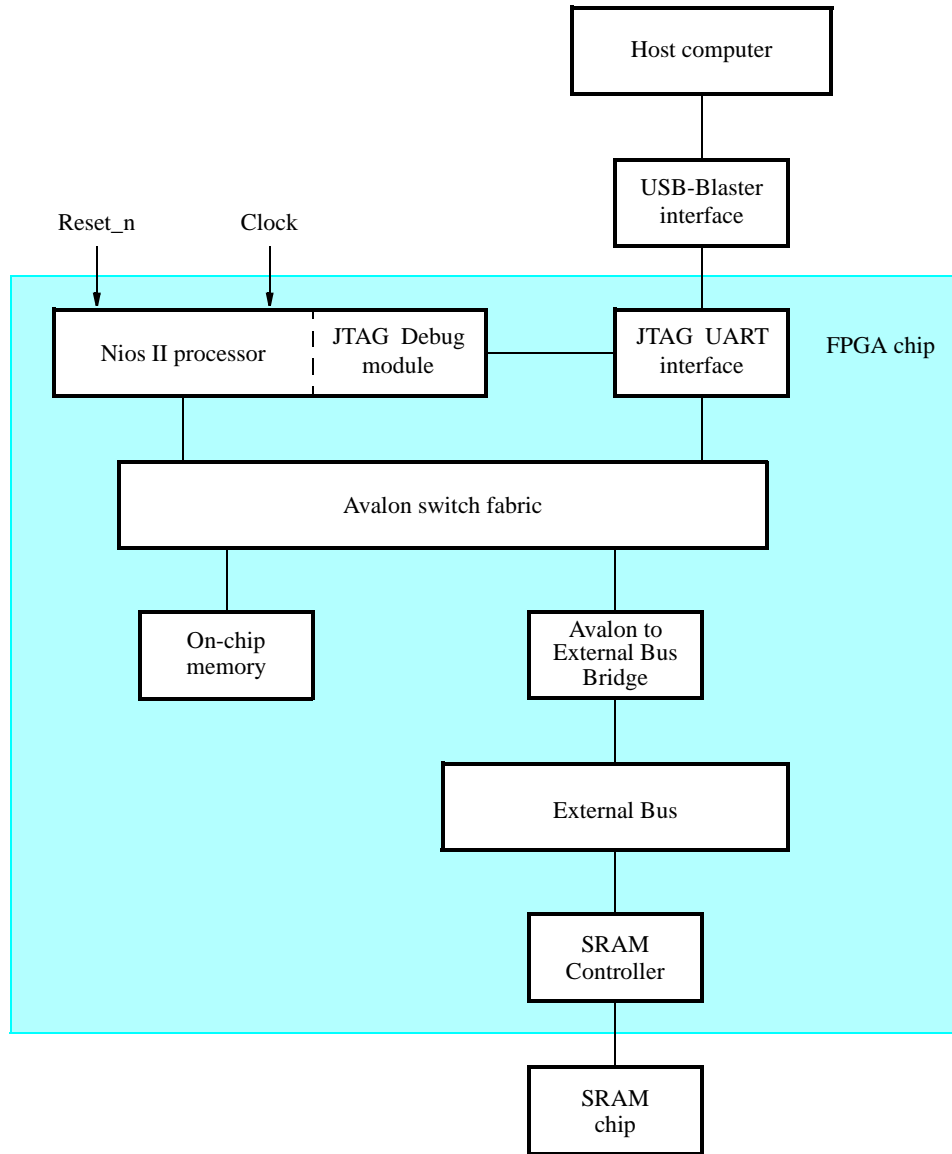 Host computer
USB-Blaster
interface
Reset_n
Clock
Nios II processor
JTAG Debug
module
JTAG UART
interface
FPGA chip
Avalon switch fabric
On-chip
memory
Avalon to
External Bus
Bridge
External Bus
SRAM
Controller
SRAM
chip